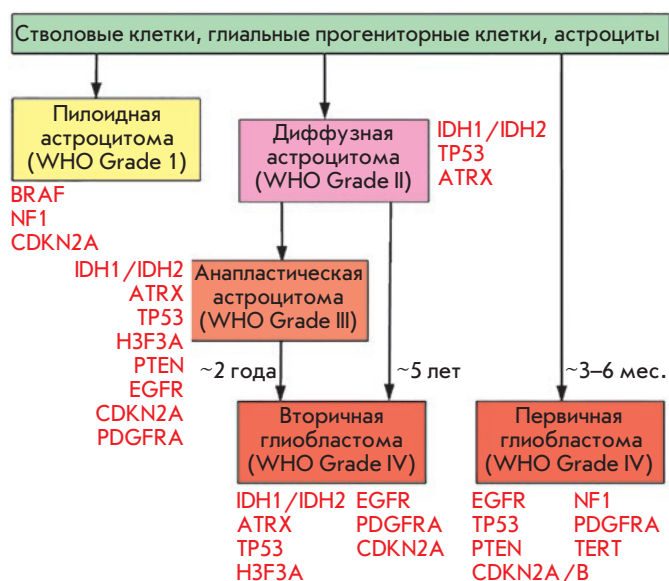 Стволовые клетки, глиальные прогениторные клетки, астроциты
Пилоидная
астроцитома
(WHO Grade 1)
BRAF
NF1
CDKN2A
Диффузная
астроцитома
(WHO Grade II)
IDH1/IDH2
TP53
ATRX
IDH1/IDH2
ATRX
TP53
H3F3A
PTEN
EGFR
CDKN2A
PDGFRA
Анапластическая
астроцитома
(WHO Grade III)
~2 года
~5 лет
~3–6 мес.
Вторичная
глиобластома
(WHO Grade IV)
IDH1/IDH2 EGFR
ATRX PDGFRA
TP53 CDKN2A
H3F3A
Первичная
глиобластома
(WHO Grade IV)
EGFR NF1
TP53 PDGFRA
PTEN TERT
CDKN2A/B